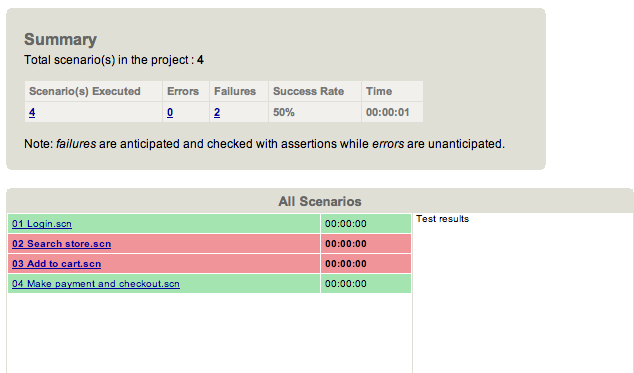 Summary
Total scenario(s) in the project : 4
Scenario(s) Executed Errors Failures Success Rate Time
4 0 2 50% 00:00:01
Note: failures are anticipated and checked with assertions while errors are unanticipated.
All Scenarios
01 Login.scn 00:00:00 Test results
02 Search store.scn 00:00:00
03 Add to cart.scn 00:00:00
04 Make payment and checkout.scn 00:00:00